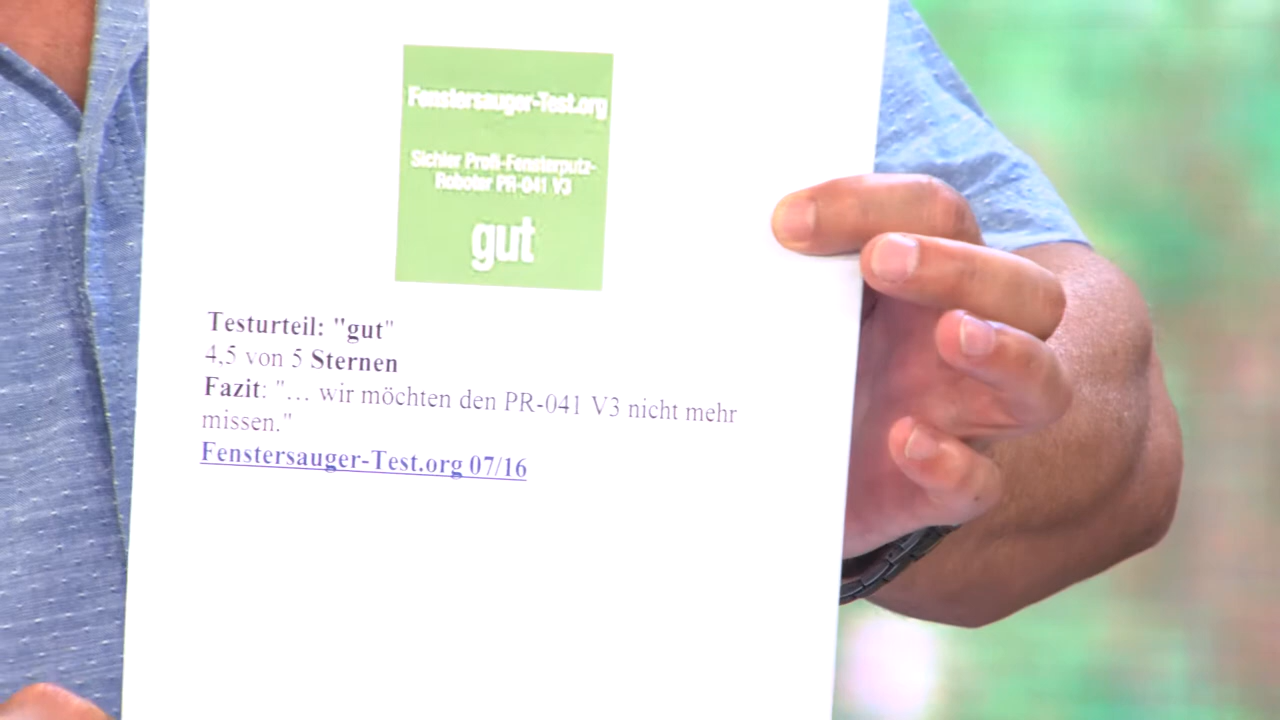 Fenstersauger-Test.org
Sichler Profi-Fensterputz-
Roboter PR-041 V3
gut
Testurteil: "gut"
4,5 von 5 Sternen
Fazit: "... wir möchten den PR-041 V3 nicht mehr
missen."
Fenstersauger-Test.org 07/16